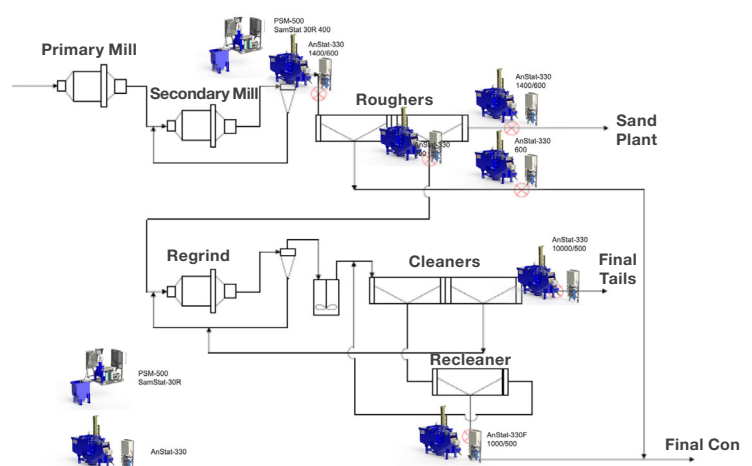 PSM-500
SamStat 30R 400
AnStat-330
1400/600
Primary Mill
Secondary Mill
Roughers
AnStat-330
1400/600
Sand
Plant
AnStat-330
AnStat-330
600
Regrind
Cleaners
AnStat-330
10000/500
Final
Tails
Recleaner
PSM-500
SamStat-30R
AnStat-330F
1000/500
AnStat-330
Final Con